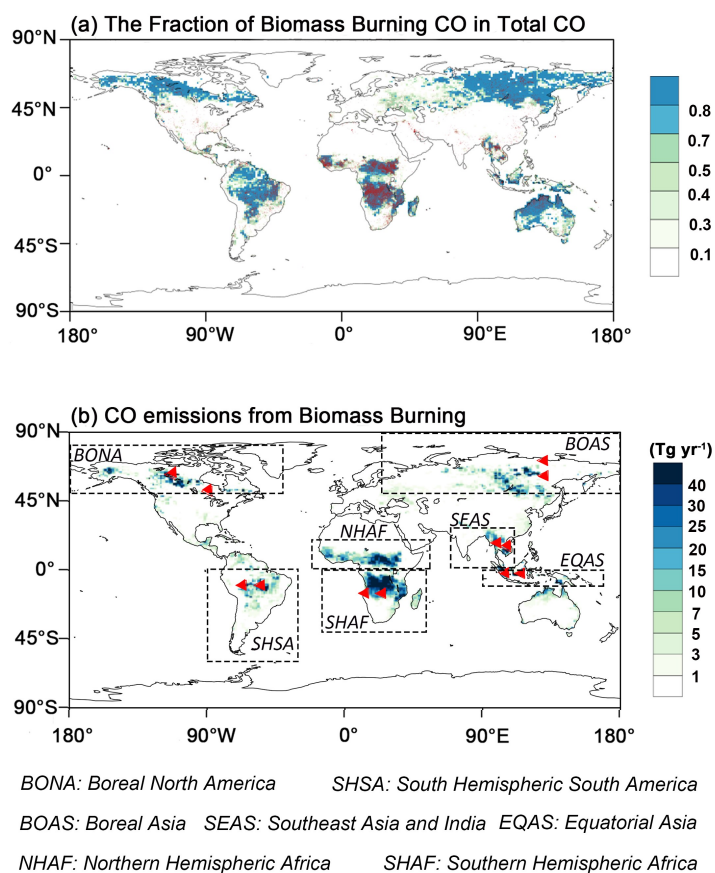 (a) The Fraction of Biomass Burning CO in Total CO
90°N
45°N
0°
45°S
90°S
180°
90°W
0°
90°E
180°
0.8
0.7
0.5
0.4
0.3
0.1
(b) CO emissions from Biomass Burning
(Tg yr⁻¹)
90°N
45°N
0°
45°S
90°S
180°
90°W
0°
90°E
180°
BONA
BOAS
NHAF
SEAS
EQAS
SHSA
SHAF
40
30
25
20
15
10
7
5
3
1
BONA: Boreal North America SHSA: South Hemispheric South America
BOAS: Boreal Asia SEAS: Southeast Asia and India EQAS: Equatorial Asia
NHAF: Northern Hemispheric Africa SHAF: Southern Hemispheric Africa